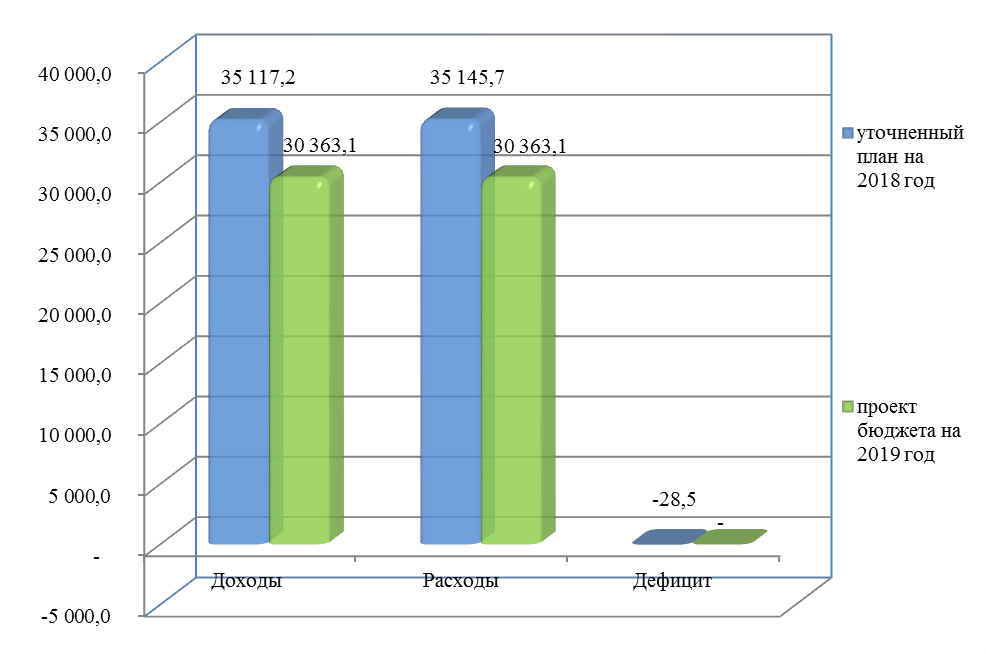 40 000,0
35 000,0
30 000,0
25 000,0
20 000,0
15 000,0
10 000,0
5 000,0
-
-5 000,0
35 117,2
30 363,1
35 145,7
30 363,1
-28,5
-
Доходы
Расходы
Дефицит
уточненный
план на
2018 год
проект
бюджета на
2019 год